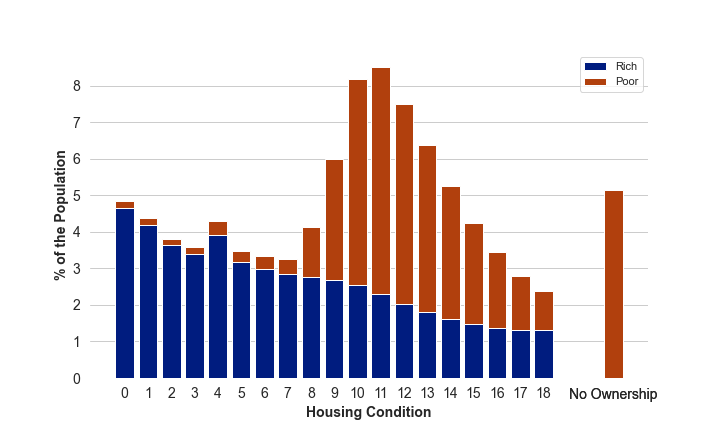 Rich
Poor
8
7
6
5
4
3
2
1
0
% of the Population
0 1 2 3 4 5 6 7 8 9 10 11 12 13 14 15 16 17 18 No Ownership
Housing Condition